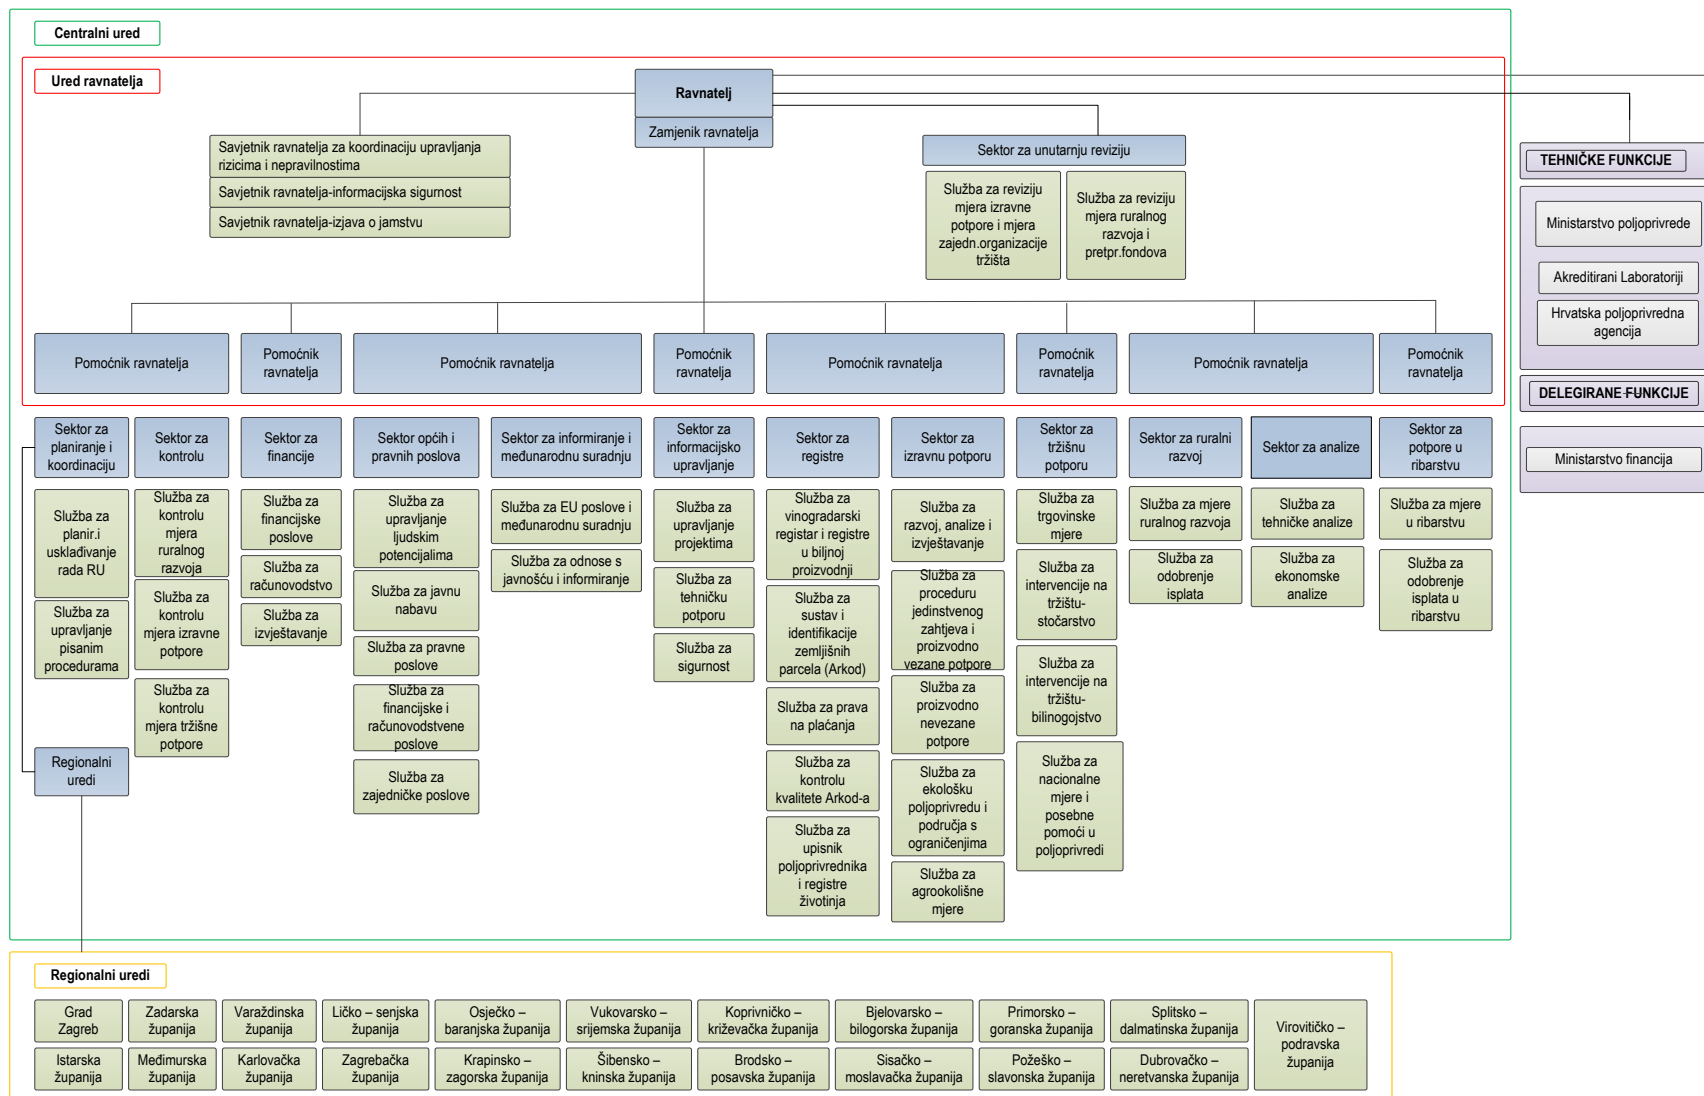 Centralni ured
Ured ravnatelja
Ravnatelj
Zamjenik ravnatelja
Savjetnik ravnatelja za koordinaciju upravljanja
rizicima i nepravilnostima
Savjetnik ravnatelja-informacijska sigurnost
Savjetnik ravnatelja-izjava o jamstvu
Sektor za unutarnju reviziju
Služba za reviziju
mjera izravne
potpore i mjera
zajedn.organizacije
tržišta
Služba za reviziju
mjera ruralnog
razvoja i
pretpr.fondova
TEHNIČKE FUNKCIJE
Ministarstvo poljoprivrede
Akreditirani Laboratoriji
Hrvatska poljoprivredna
agencija
DELEGIRANE FUNKCIJE
Ministarstvo financija
Pomoćnik ravnatelja
Pomoćnik
ravnatelja
Pomoćnik ravnatelja
Pomoćnik
ravnatelja
Pomoćnik ravnatelja
Pomoćnik
ravnatelja
Pomoćnik ravnatelja
Pomoćnik
ravnatelja
Sektor za
planiranje i
koordinaciju
Služba za
planir.i
usklađivanje
rada RU
Služba za
upravljanje
pisanim
procedurama
Regionalni
uredi
Sektor za
kontrolu
Služba za
kontrolu
mjera
ruralnog
razvoja
Služba za
kontrolu
mjera izravne
potpore
Služba za
kontrolu
mjera tržišne
potpore
Sektor za
financije
Služba za
financijske
poslove
Služba za
računovodstvo
Služba za
izvještavanje
Sektor općih i
pravnih poslova
Služba za
upravljanje
ljudskim
potencijalima
Služba za javnu
nabavu
Služba za pravne
poslove
Služba za
financijske i
računovodstvene
poslove
Služba za
zajedničke poslove
Sektor za informiranje i
međunarodnu suradnju
Služba za EU poslove i
međunarodnu suradnju
Služba za odnose s
javnošću i informiranje
Sektor za
informacijsko
upravljanje
Služba za
upravljanje
projektima
Služba za
tehničku
potporu
Služba za
sigurnost
Sektor za
registre
Služba za
vinogradarski
registar i registre
u biljnoj
proizvodnji
Služba za
sustav i
identifikacije
zemljišnih
parcela (Arkod)
Služba za prava
na plaćanja
Služba za
kontrolu
kvalitete Arkod-a
Služba za
upisnik
poljoprivrednika
i registre
životinja
Sektor za
izravnu potporu
Služba za
razvoj, analize i
izvještavanje
Služba za
proceduru
jedinstvenog
zahtjeva i
proizvodno
vezane potpore
Služba za
proizvodno
nevezane
potpore
Služba za
ekološku
poljoprivredu i
područja s
ograničenjima
Služba za
agrookolišne
mjere
Sektor za
tržišnu
potporu
Služba za
trgovinske
mjere
Služba za
intervencije na
tržištu-
stočarstvo
Služba za
intervencije na
tržištu-
bilinogojstvo
Služba za
nacionalne
mjere i
posebne
pomoći u
poljoprivredi
Sektor za ruralni
razvoj
Služba za mjere
ruralnog razvoja
Služba za
odobrenje
isplata
Sektor za analize
Služba za
tehničke analize
Služba za
ekonomske
analize
Sektor za
potpore u
ribarstvu
Služba za mjere
u ribarstvu
Služba za
odobrenje
isplata u
ribarstvu
Regionalni uredi
Grad
Zagreb
Zadarska
županija
Varaždinska
županija
Ličko – senjska
županija
Osječko –
baranjska županija
Vukovarsko –
srijemska županija
Koprivničko –
križevačka županija
Bjelovarsko –
bilogorska županija
Primorsko –
goranska županija
Splitsko –
dalmatinska županija
Virovitičko –
podravska
županija
Istarska
županija
Međimurska
županija
Karlovačka
županija
Zagrebačka
županija
Krapinsko –
zagorska županija
Šibensko –
kninska županija
Brodsko –
posavska županija
Sisačko –
moslavačka županija
Požeško –
slavonska županija
Dubrovačko –
neretvanska županija